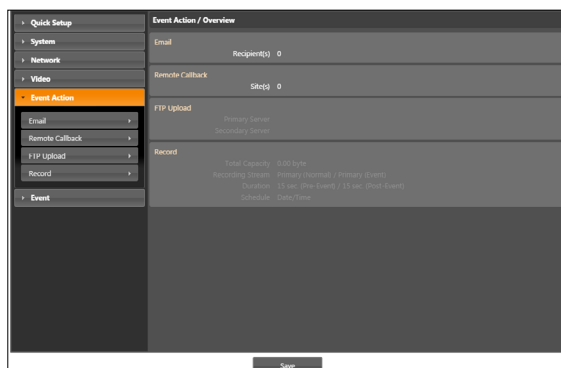 Quick Setup
System
Network
Video
Event Action
Email
Remote Callback
FTP Upload
Record
Event
Event Action / Overview
Email
Recipient(s) 0
Remote Callback
Site(s) 0
FTP Upload
Primary Server
Secondary Server
Record
Total Capacity 0.00 byte
Recording Stream Primary (Normal) / Primary (Event)
Duration 15 sec. (Pre-Event) / 15 sec. (Post-Event)
Schedule Date/Time
Save